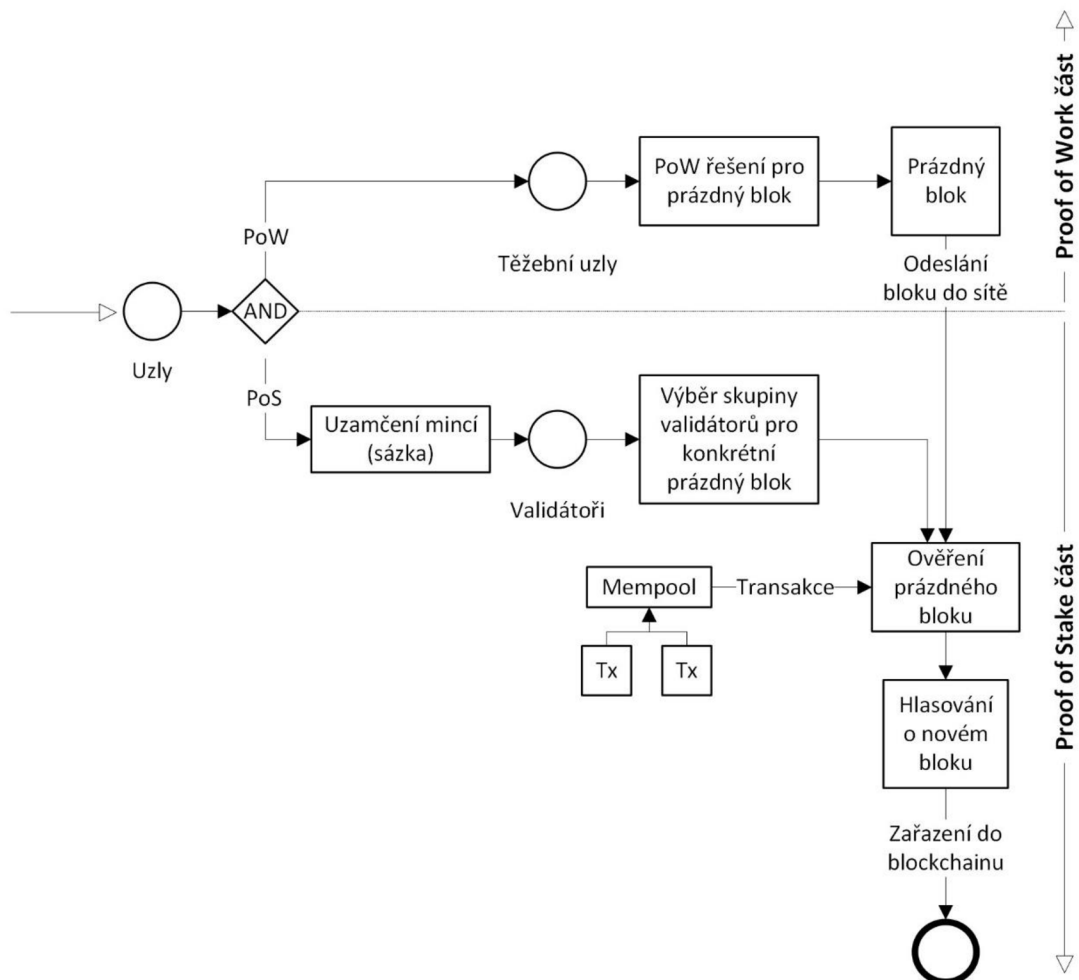 PoW řešení pro
prázdný blok
Prázdný
blok
PoW
Těžební uzly
Odeslání
bloku do sítě
AND
Uzly
PoS
Uzamčení mincí
(sázka)
Validátoři
Výběr skupiny
validátorů pro
konkrétní
prázdný blok
Mempool
Transakce
Tx
Tx
Ověření
prázdného
bloku
Hlasování
o novém
bloku
Zařazení do
blockchainu
Proof of Work část
Proof of Stake část